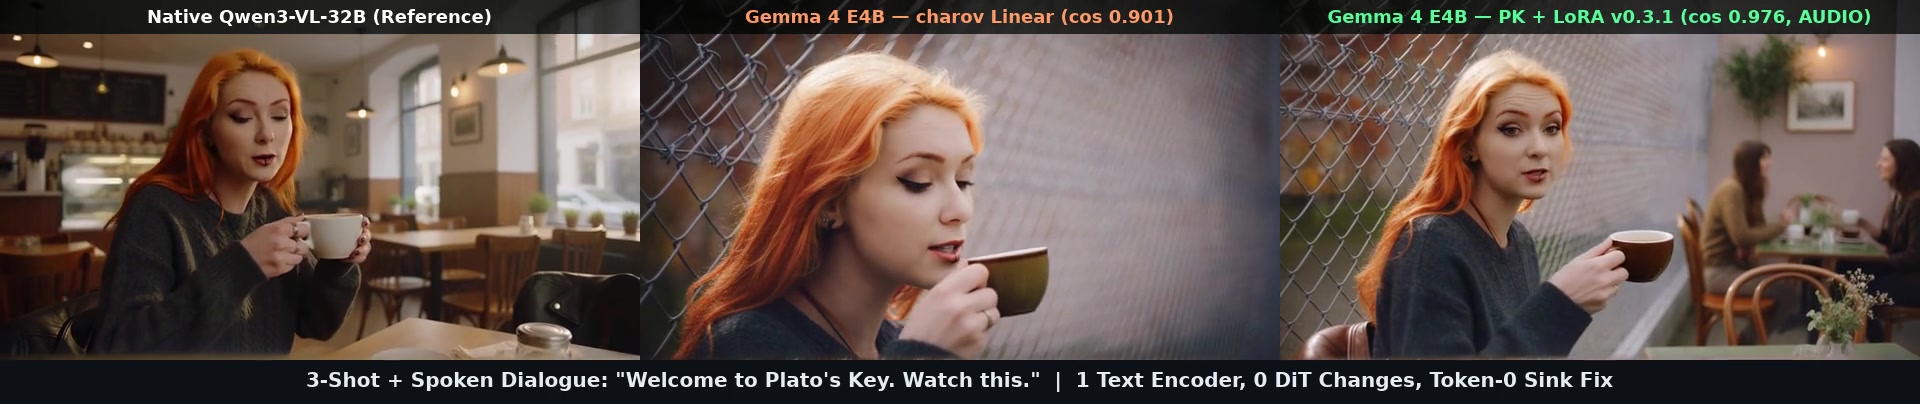 Native Qwen3-VL-32B (Reference)
Gemma 4 E4B — charov Linear (cos 0.901)
Gemma 4 E4B — PK + LoRA v0.3.1 (cos 0.976, AUDIO)
3-Shot + Spoken Dialogue: "Welcome to Plato's Key. Watch this." | 1 Text Encoder, 0 DiT Changes, Token-0 Sink Fix